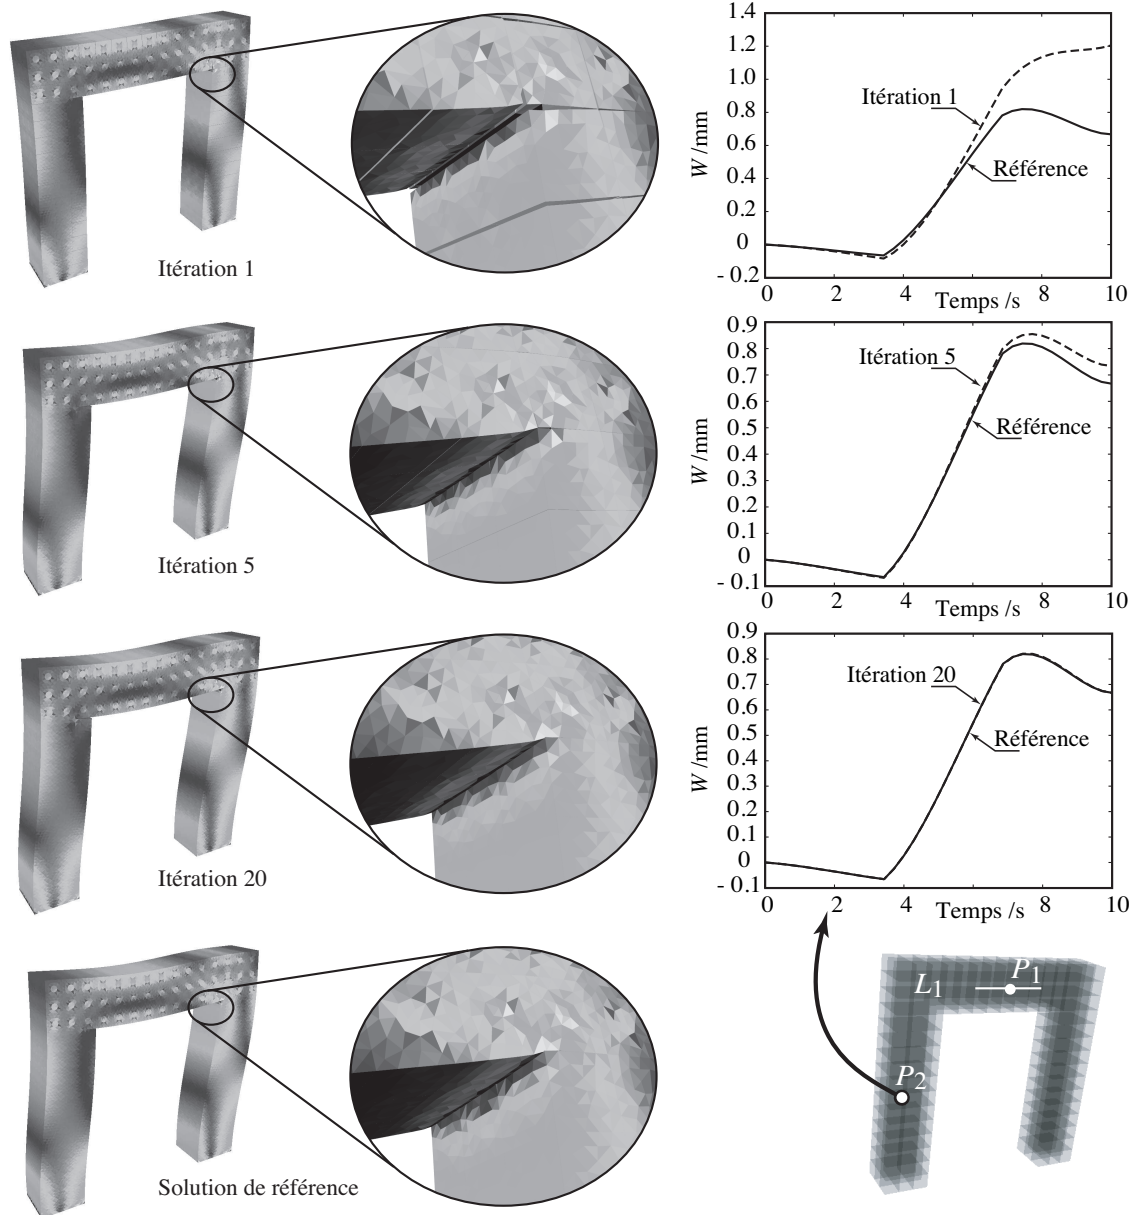 Itération 1
1.4
1.2
1.0
0.8
0.6
0.4
0.2
0
- 0.2
W /mm
Itération 1
Référence
0
2
4
Temps /s
8
10
Itération 5
0.9
0.8
0.7
0.6
0.5
0.4
0.3
0.2
0.1
0
- 0.1
W /mm
Itération 5
Référence
0
2
4
Temps /s
8
10
Itération 20
0.9
0.8
0.7
0.6
0.5
0.4
0.3
0.2
0.1
0
- 0.1
W /mm
Itération 20
Référence
0
2
4
Temps /s
8
10
Solution de référence
L1
P1
P2